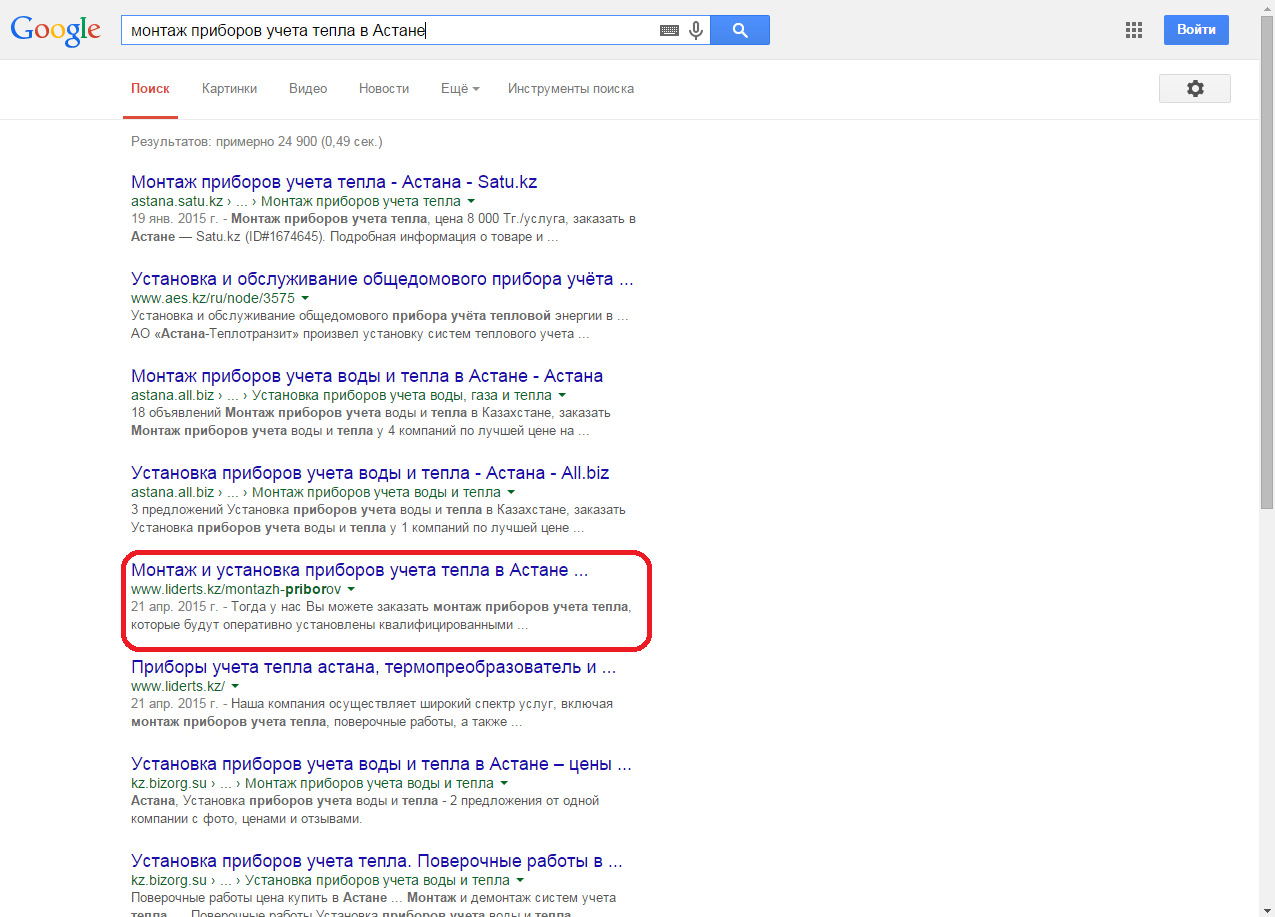 Google
монтаж приборов учета тепла в Астане
Войти
Поиск Картинки Видео Новости Ещё Инструменты поиска
Результатов: примерно 24 900 (0,49 сек.)
Монтаж приборов учета тепла - Астана - Satu.kz
astana.satu.kz › ... › Монтаж приборов учета тепла
19 янв. 2015 г. - Монтаж приборов учета тепла, цена 8 000 Тг./услуга, заказать в
Астане — Satu.kz (ID#1674645). Подробная информация о товаре и ...
Установка и обслуживание общедомового прибора учёта ...
www.aes.kz/ru/node/3575
Установка и обслуживание общедомового прибора учёта тепловой энергии в ...
АО «Астана-Теплотранзит» произвел установку систем теплового учета ...
Монтаж приборов учета воды и тепла в Астане - Астана
astana.all.biz › ... › Установка приборов учета воды, газа и тепла
18 объявлений Монтаж приборов учета воды и тепла в Казахстане, заказать
Монтаж приборов учета воды и тепла у 4 компаний по лучшей цене на ...
Установка приборов учета воды и тепла - Астана - All.biz
astana.all.biz › ... › Монтаж приборов учета воды и тепла
3 предложений Установка приборов учета воды и тепла в Казахстане, заказать
Установка приборов учета воды и тепла у 1 компаний по лучшей цене ...
Монтаж и установка приборов учета тепла в Астане ...
www.liderts.kz/montazh-priborov
21 апр. 2015 г. - Тогда у нас Вы можете заказать монтаж приборов учета тепла,
которые будут оперативно установлены квалифицированными ...
Приборы учета тепла астана, термопреобразователь и ...
www.liderts.kz/
21 апр. 2015 г. - Наша компания осуществляет широкий спектр услуг, включая
монтаж приборов учета тепла, поверочные работы, а также ...
Установка приборов учета воды и тепла в Астане – цены ...
kz.bizorg.su › ... › Монтаж приборов учета воды и тепла
Астана, Установка приборов учета воды и тепла - 2 предложения от одной
компании с фото, ценами и отзывами.
Установка приборов учета тепла. Поверочные работы в ...
kz.bizorg.su › ... › Установка приборов учета воды и тепла
Поверочные работы цена купить в Астане ... Монтаж и демонтаж систем учета
тепла ... Поверочные работы Установка приборов учета воды и тепла